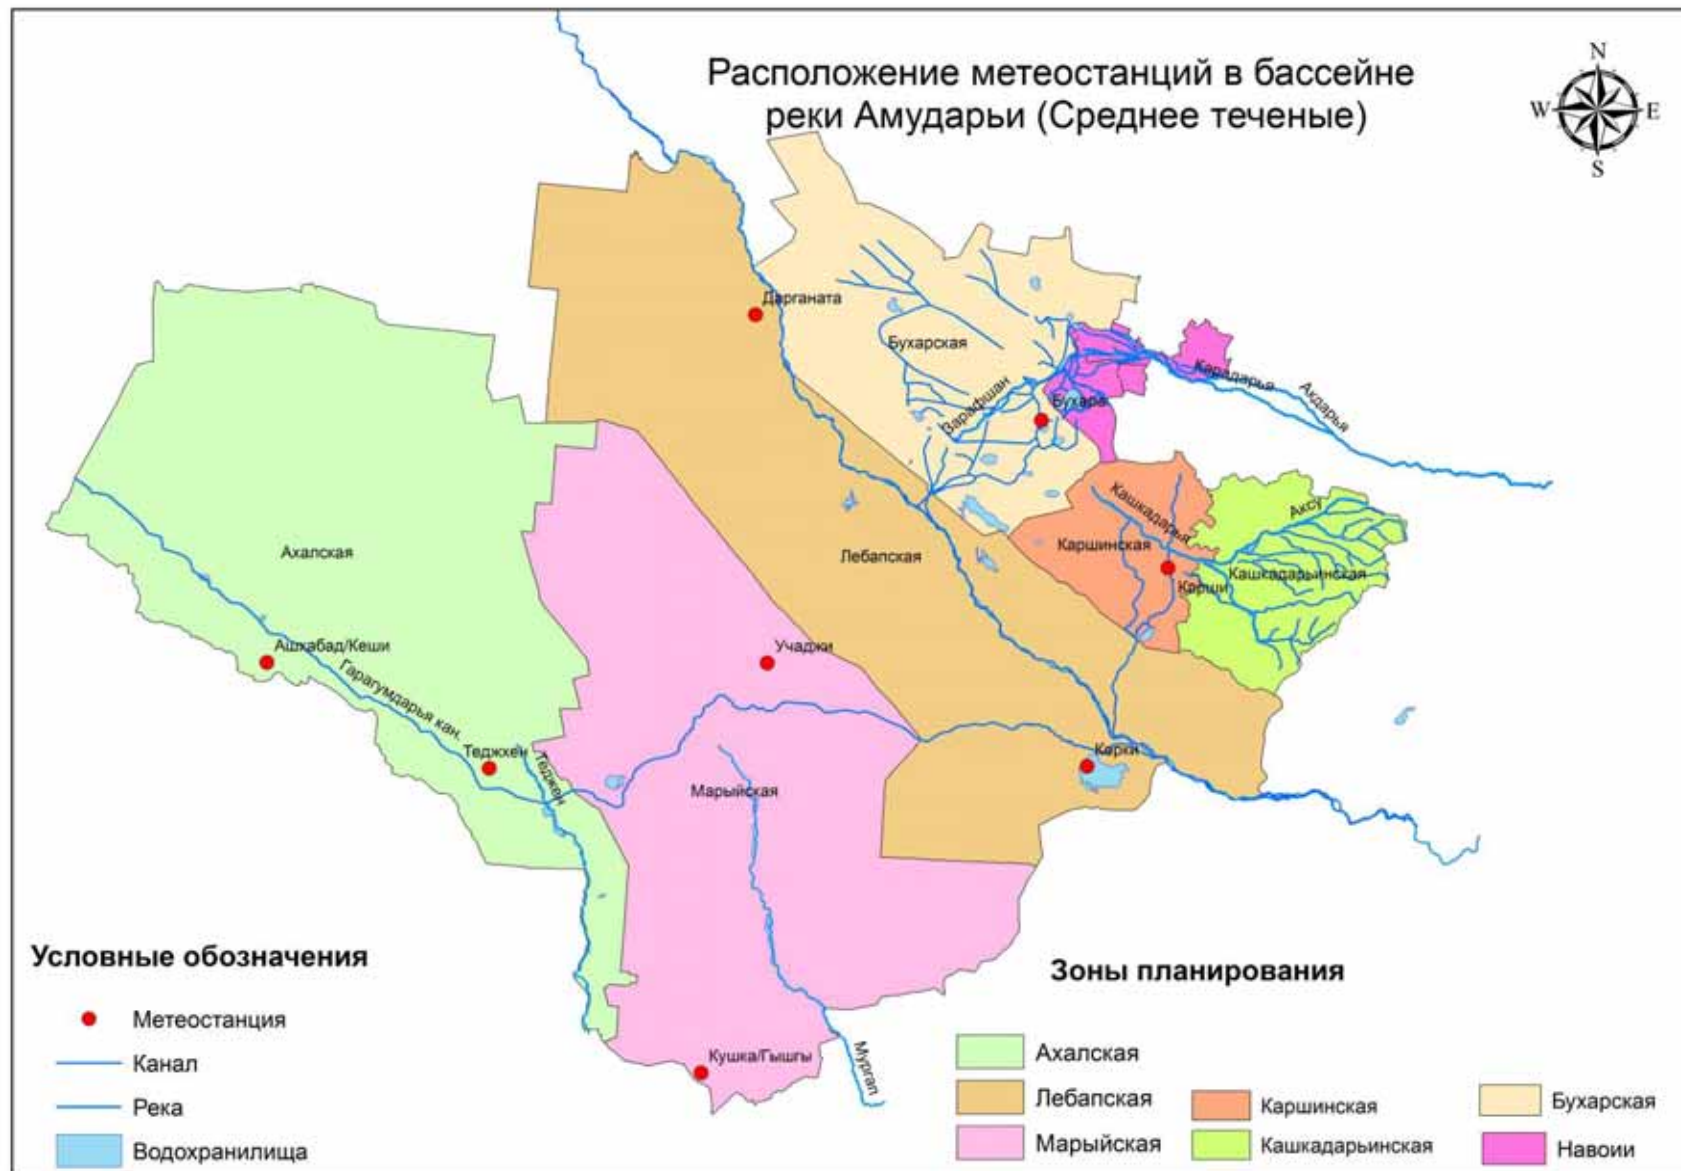 Расположение метеостанций в бассейне
реки Амударьи (Среднее теченые)
N
W
E
S
Дарганата
Бухарская
Карадарья
Акдарья
Зарафшан
Бухара
Кашкадарья
Аксу
Ахалская
Лебапская
Каршинская
Кашкадарьинская
Карши
Ашхабад/Кеши
Учаджи
Гарагумдарья кан.
Теджхен
Теджен
Керки
Марыйская
Кушка/Гышгы
Мургап
Условные обозначения
Метеостанция
Канал
Река
Водохранилища
Зоны планирования
Ахалская
Лебапская
Марыйская
Каршинская
Кашкадарьинская
Бухарская
Навоии